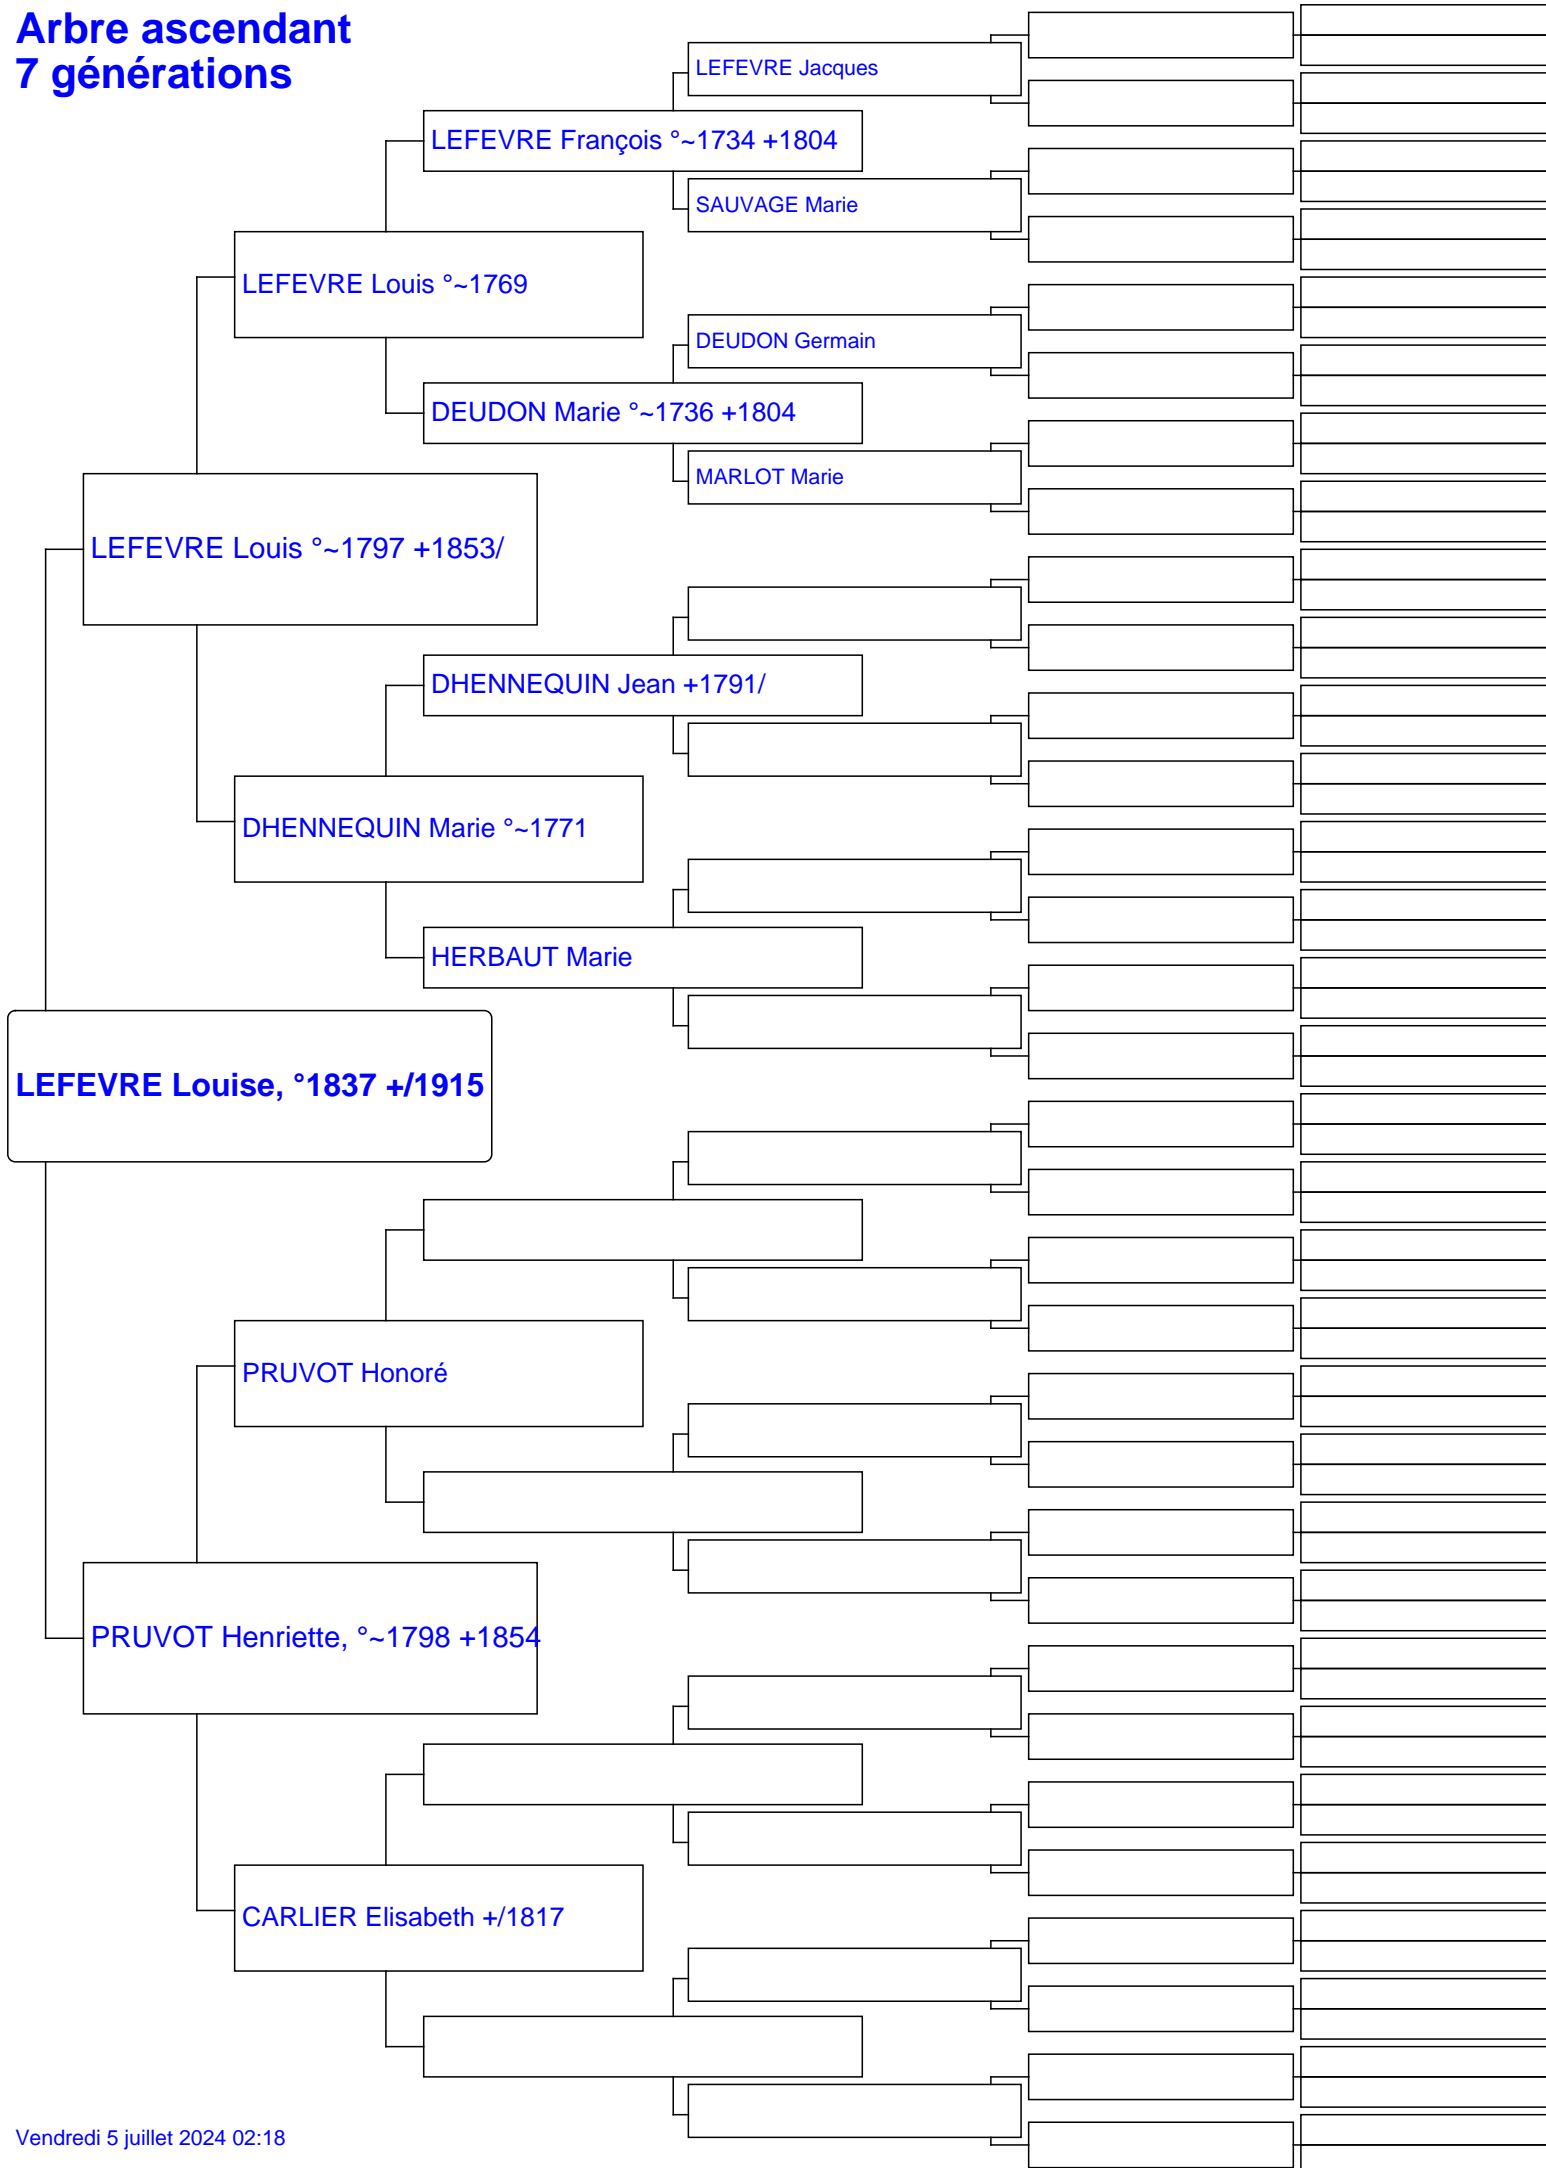 Arbre ascendant
7 générations
LEFEVRE Jacques
LEFEVRE François °~1734 +1804
SAUVAGE Marie
LEFEVRE Louis °~1769
DEUDON Germain
DEUDON Marie °~1736 +1804
MARLOT Marie
LEFEVRE Louis °~1797 +1853/
DHENNEQUIN Jean +1791/
DHENNEQUIN Marie °~1771
HERBAUT Marie
LEFEVRE Louise, °1837 +/1915
PRUVOT Honoré
PRUVOT Henriette, °~1798 +1854
CARLIER Elisabeth +/1817
Vendredi 5 juillet 2024 02:18